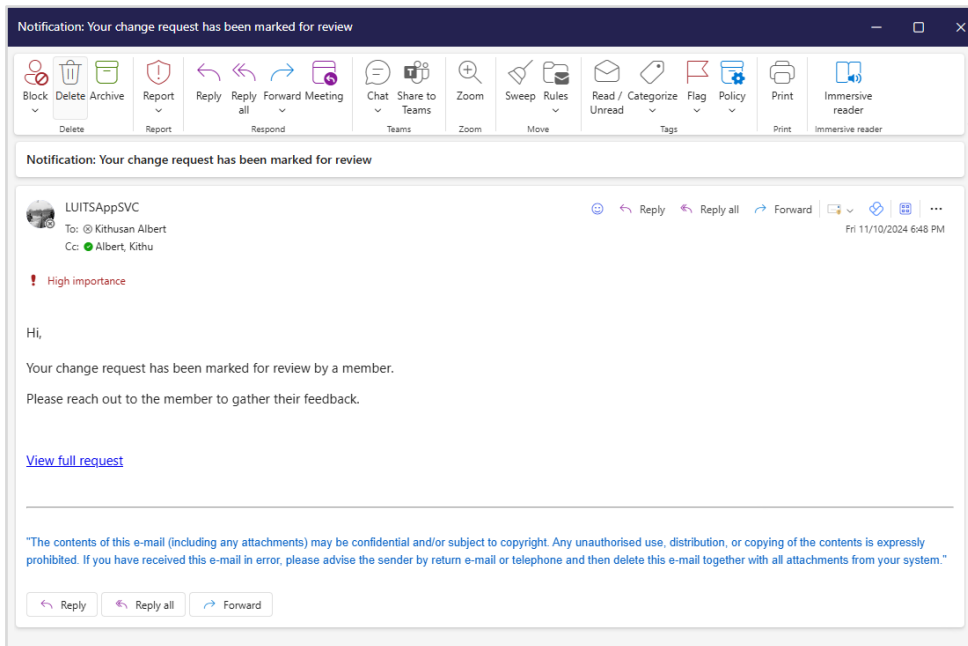 Notification: Your change request has been marked for review
Block Delete Archive Report Reply Reply all Forward Meeting Chat Share to Teams Zoom Sweep Rules Read / Unread Categorize Flag Policy Print Immersive reader
Delete Report Respond Teams Zoom Move Tags Print Immersive reader
Notification: Your change request has been marked for review
LUITSAppSVC
Reply Reply all Forward
To: Kithusan Albert
Fri 11/10/2024 6:48 PM
Cc: Albert, Kithu
High importance
Hi,
Your change request has been marked for review by a member.
Please reach out to the member to gather their feedback.
View full request
"The contents of this e-mail (including any attachments) may be confidential and/or subject to copyright. Any unauthorised use, distribution, or copying of the contents is expressly
prohibited. If you have received this e-mail in error, please advise the sender by return e-mail or telephone and then delete this e-mail together with all attachments from your system."
Reply Reply all Forward